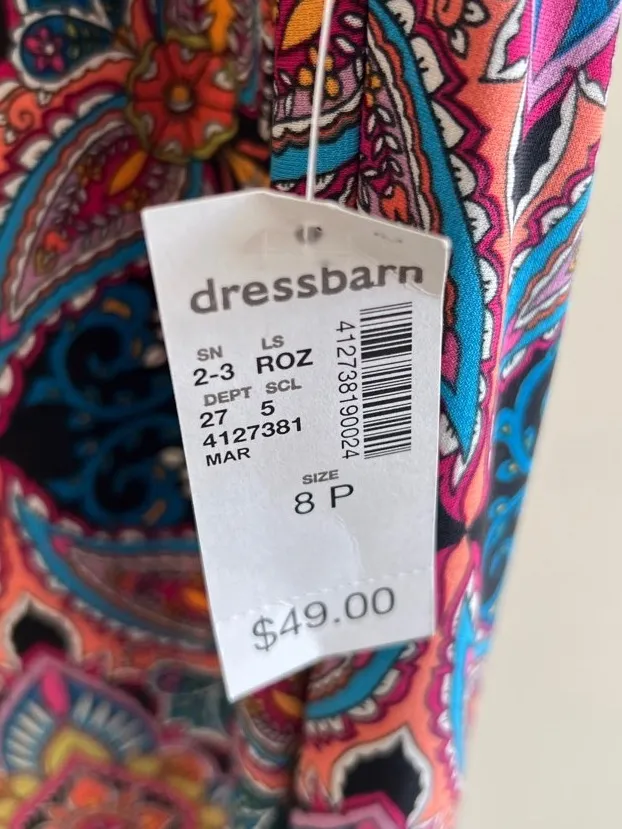 dressbarn
SN LS
2-3 ROZ
DEPT SCL
27 5
4127381
MAR
412738190024
SIZE
8 P
$49.00